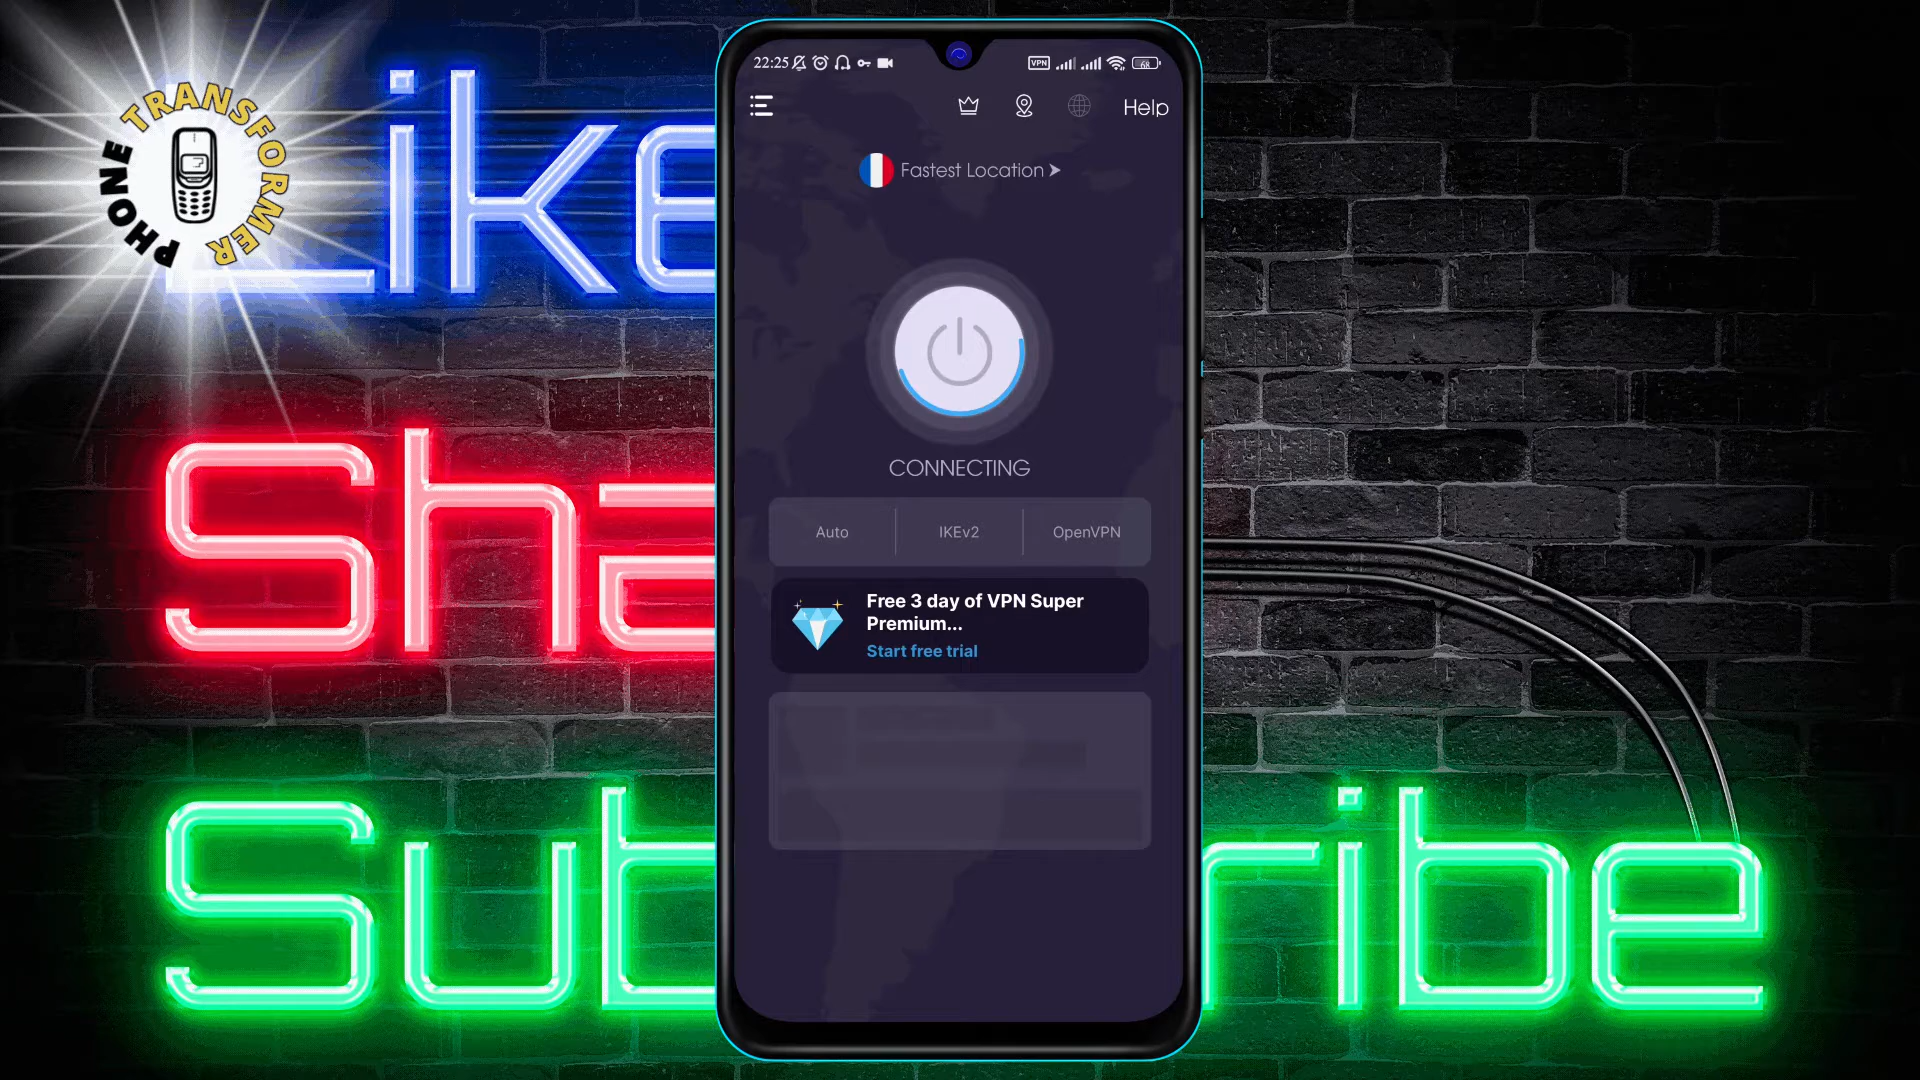 PHONE TRANSFORMER
Like
Sha
Sub
ribe
22:25
VPN
68
Help
Fastest Location
CONNECTING
Auto
IKEv2
OpenVPN
Free 3 day of VPN Super
Premium...
Start free trial